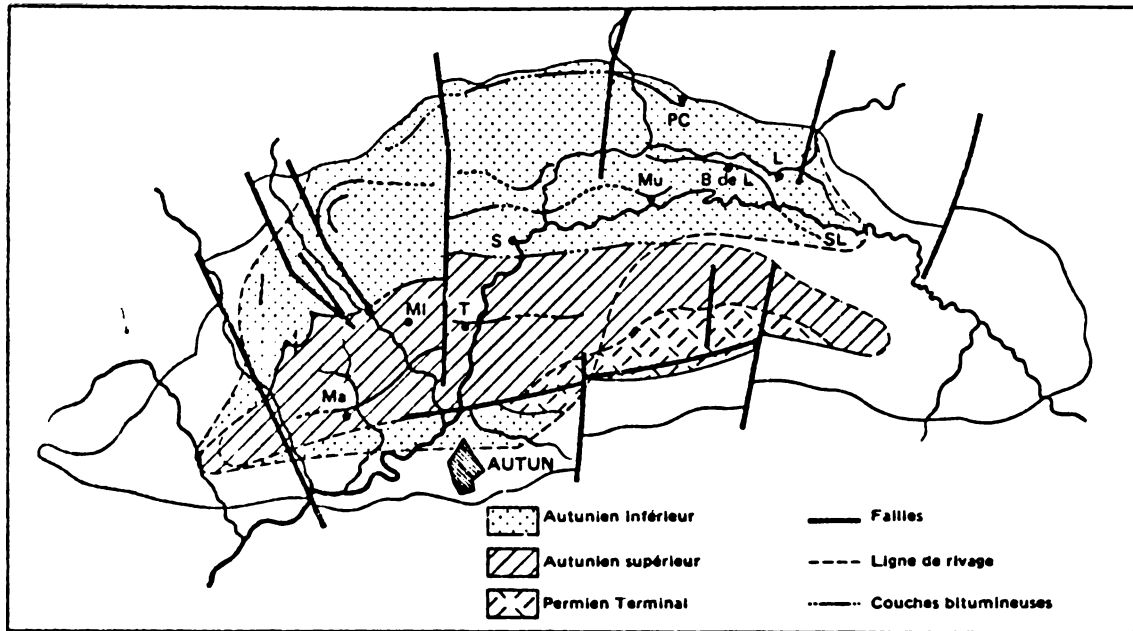 PC
L
B de L
Mu
SL
S
MI
T
Ma
AUTUN
Autunien inférieur
Autunien supérieur
Permien Terminal
Failles
Ligne de rivage
Couches bitumineuses